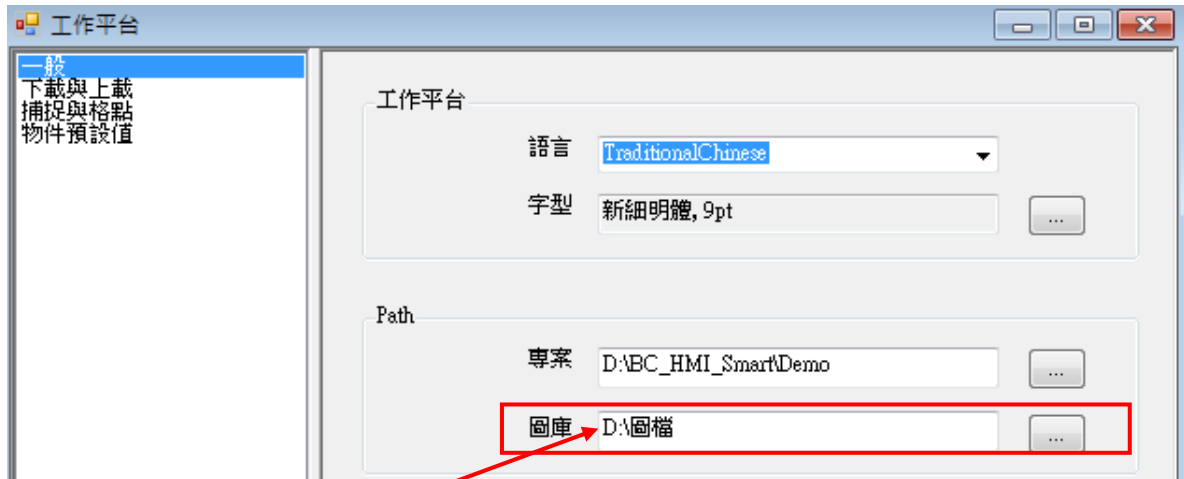 工作平台
一般
下載與上載
捕捉與格點
物件預設值
工作平台
語言 TraditionalChinese
字型 新細明體, 9pt ...
Path
專案 D:\BC_HMI_Smart\Demo ...
圖庫 D:\圖檔 ...